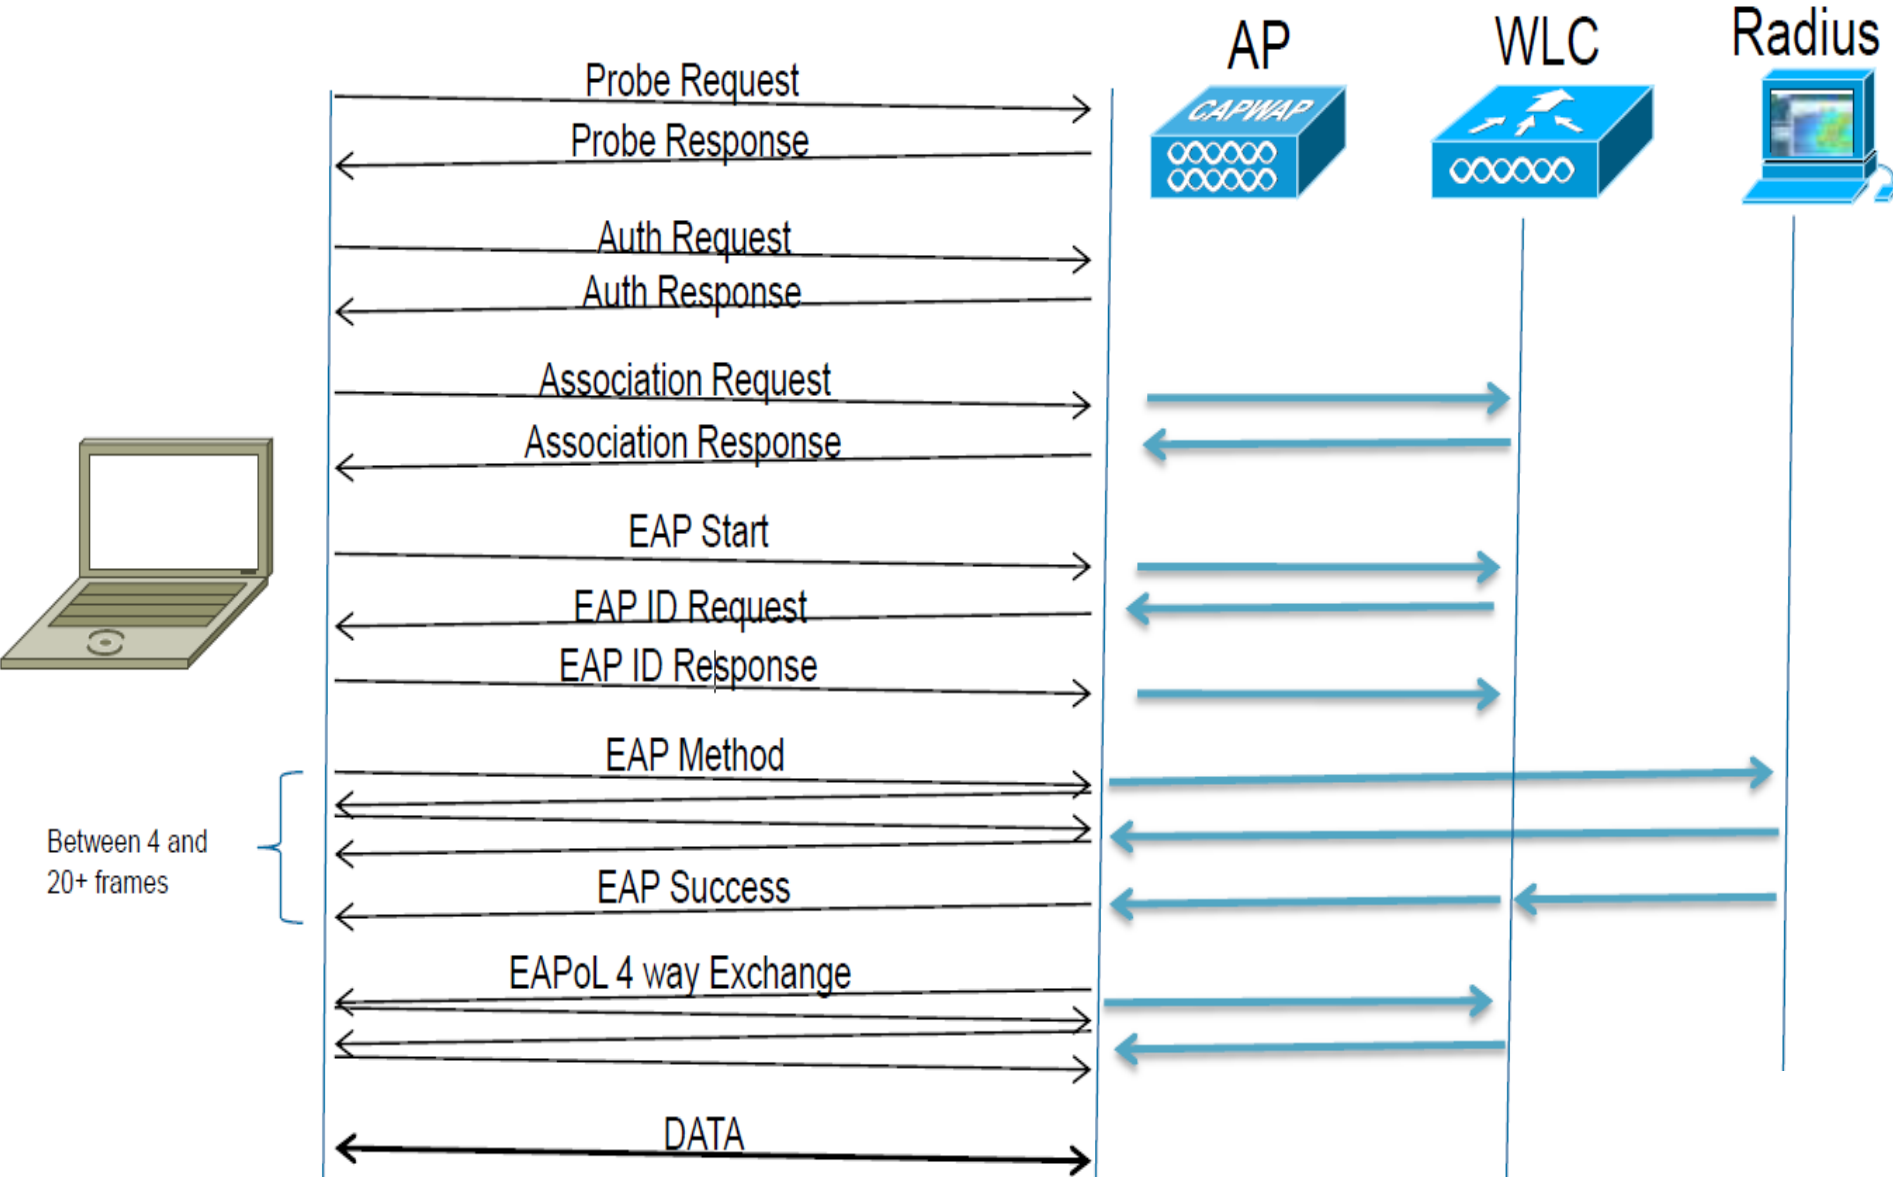 AP
WLC
Radius
CAPWAP
Probe Request
Probe Response
Auth Request
Auth Response
Association Request
Association Response
EAP Start
EAP ID Request
EAP ID Response
EAP Method
Between 4 and
20+ frames
EAP Success
EAPoL 4 way Exchange
DATA